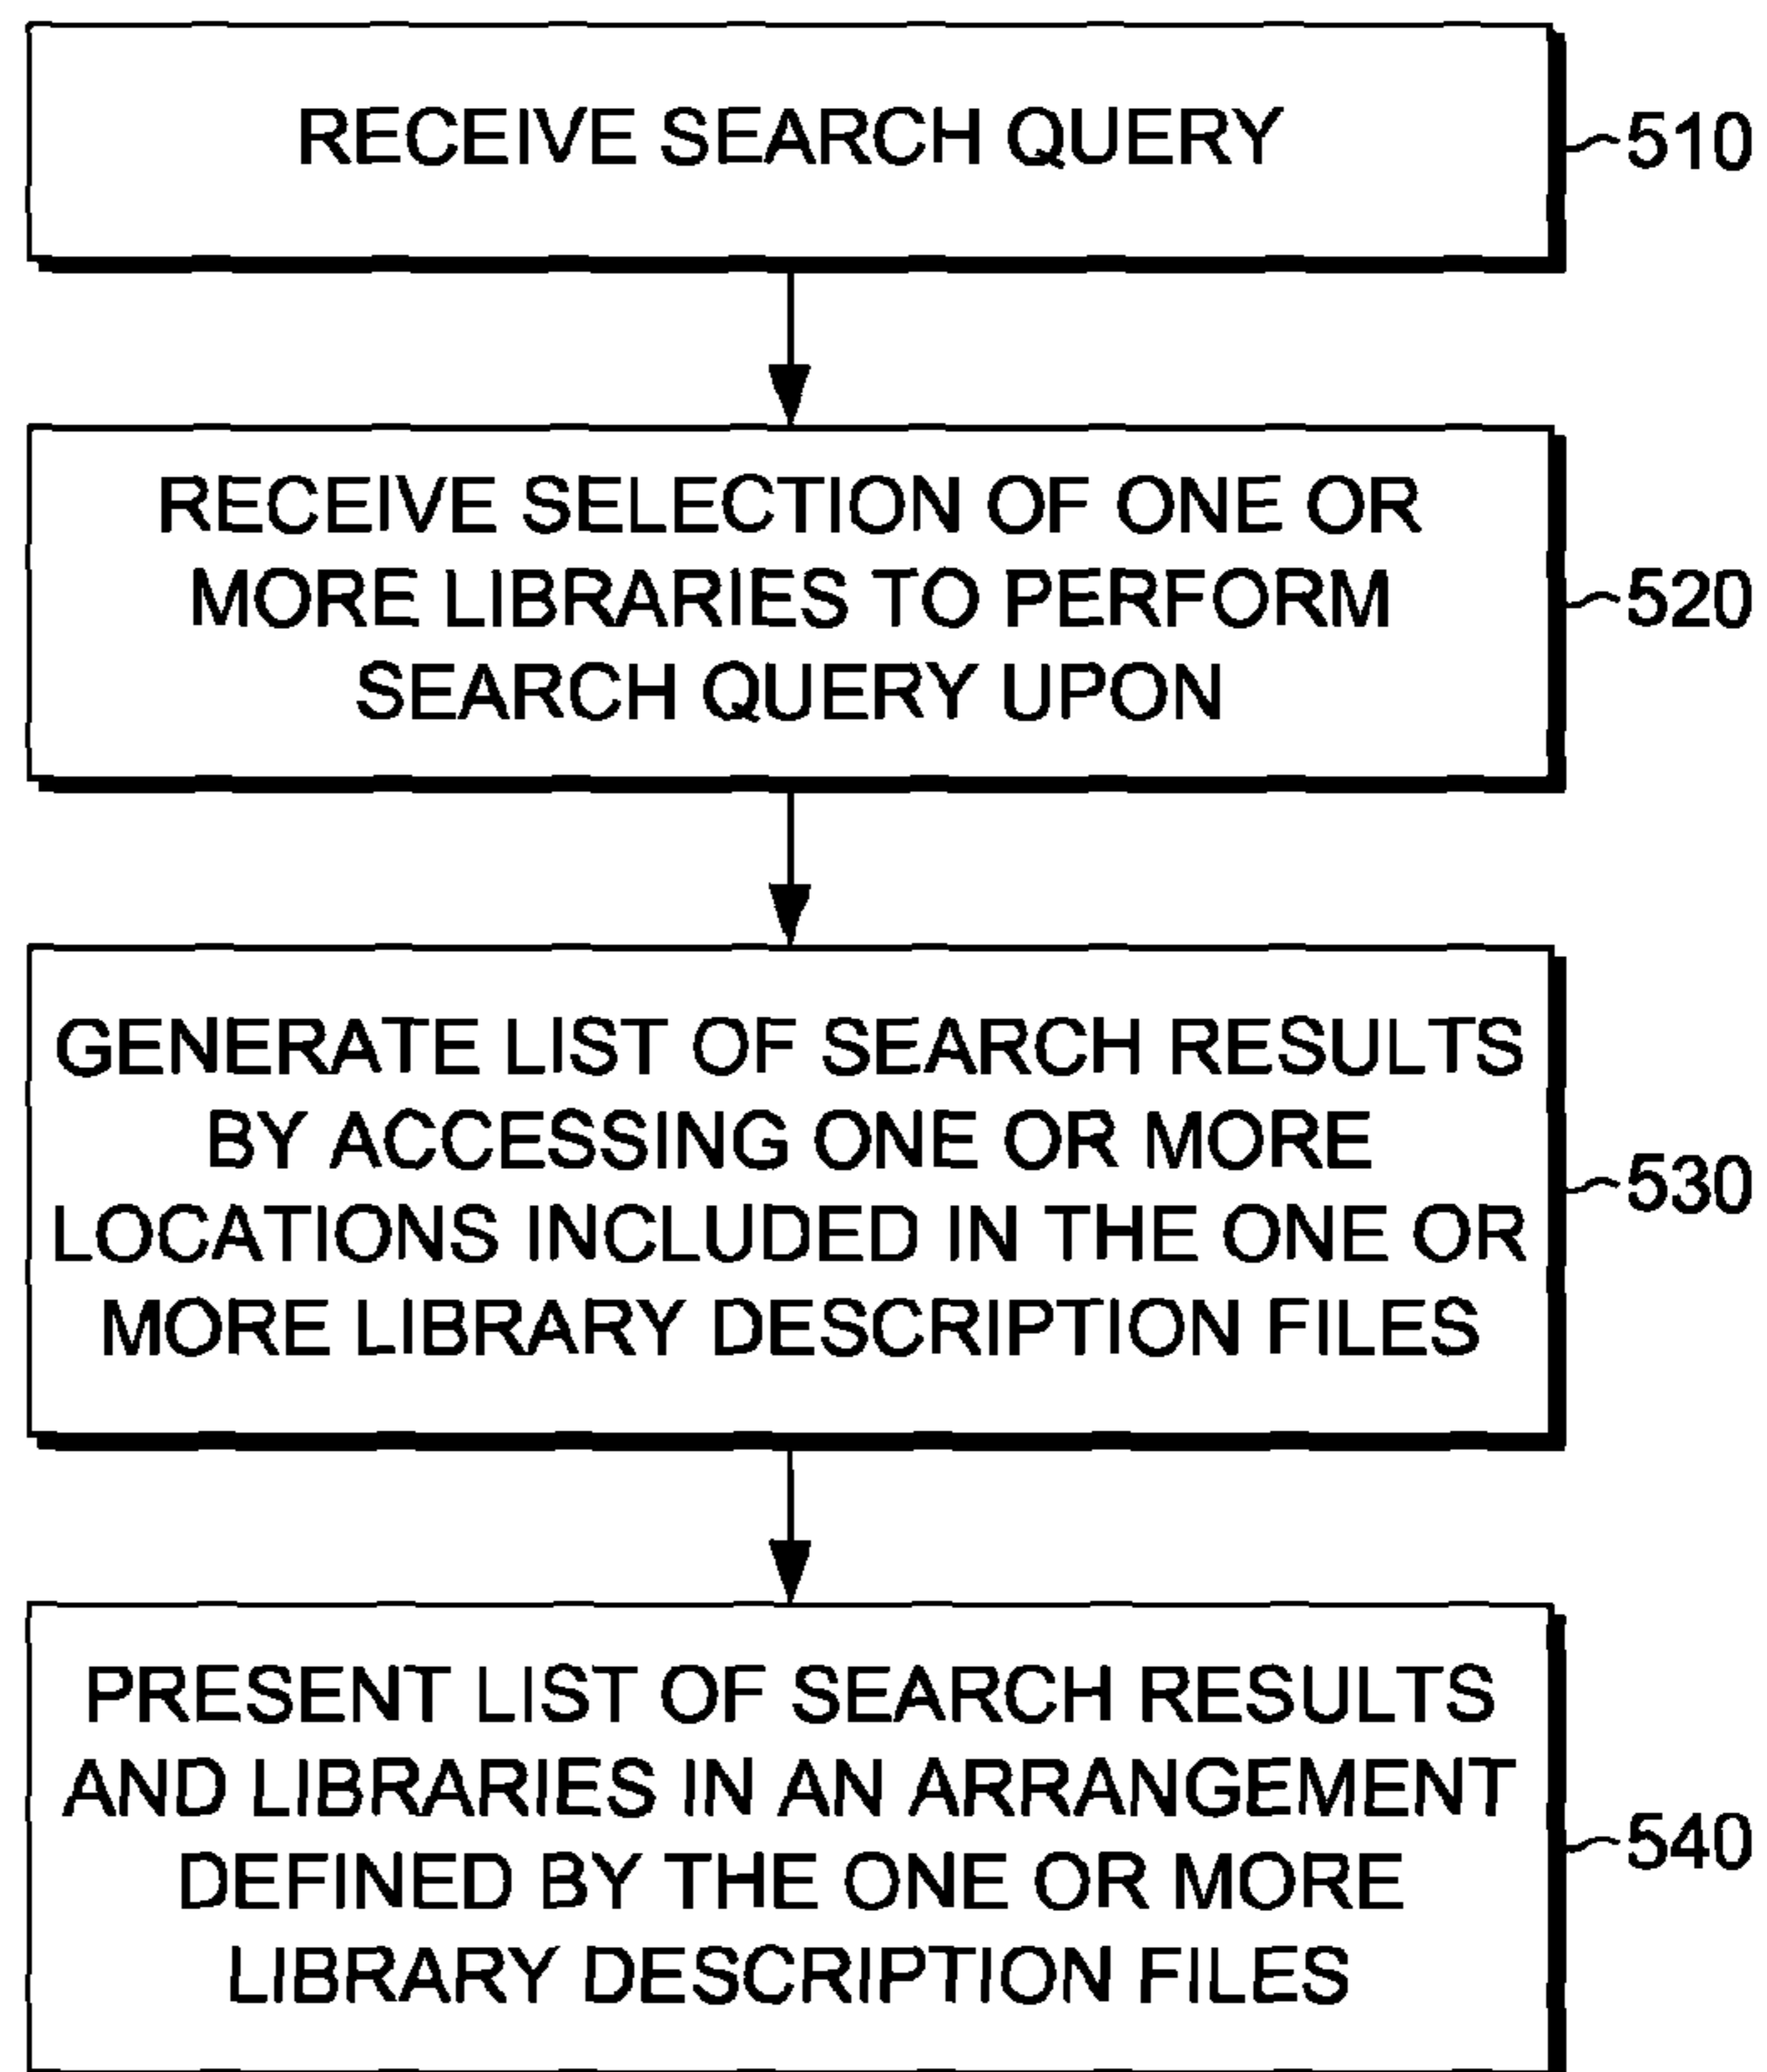 RECEIVE SEARCH QUERY
510
RECEIVE SELECTION OF ONE OR
MORE LIBRARIES TO PERFORM
SEARCH QUERY UPON
520
GENERATE LIST OF SEARCH RESULTS
BY ACCESSING ONE OR MORE
LOCATIONS INCLUDED IN THE ONE OR
MORE LIBRARY DESCRIPTION FILES
530
PRESENT LIST OF SEARCH RESULTS
AND LIBRARIES IN AN ARRANGEMENT
DEFINED BY THE ONE OR MORE
LIBRARY DESCRIPTION FILES
540